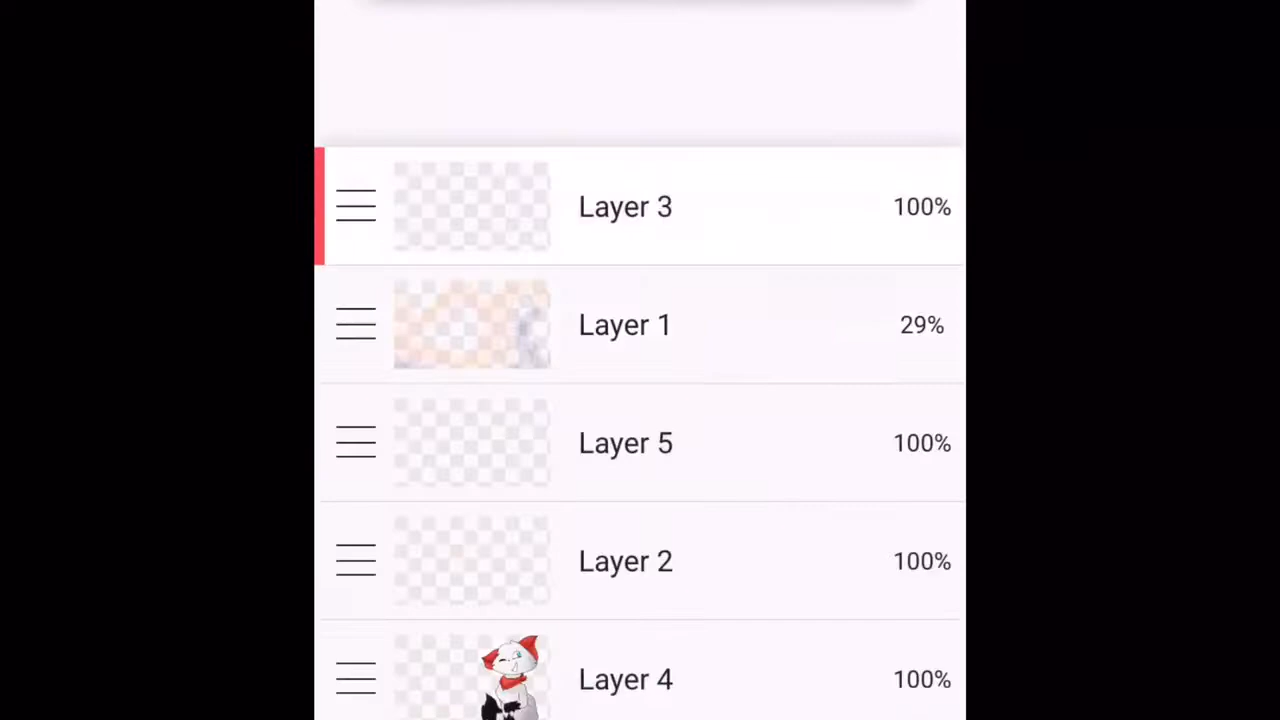 Layer 3 100%
Layer 1 29%
Layer 5 100%
Layer 2 100%
Layer 4 100%